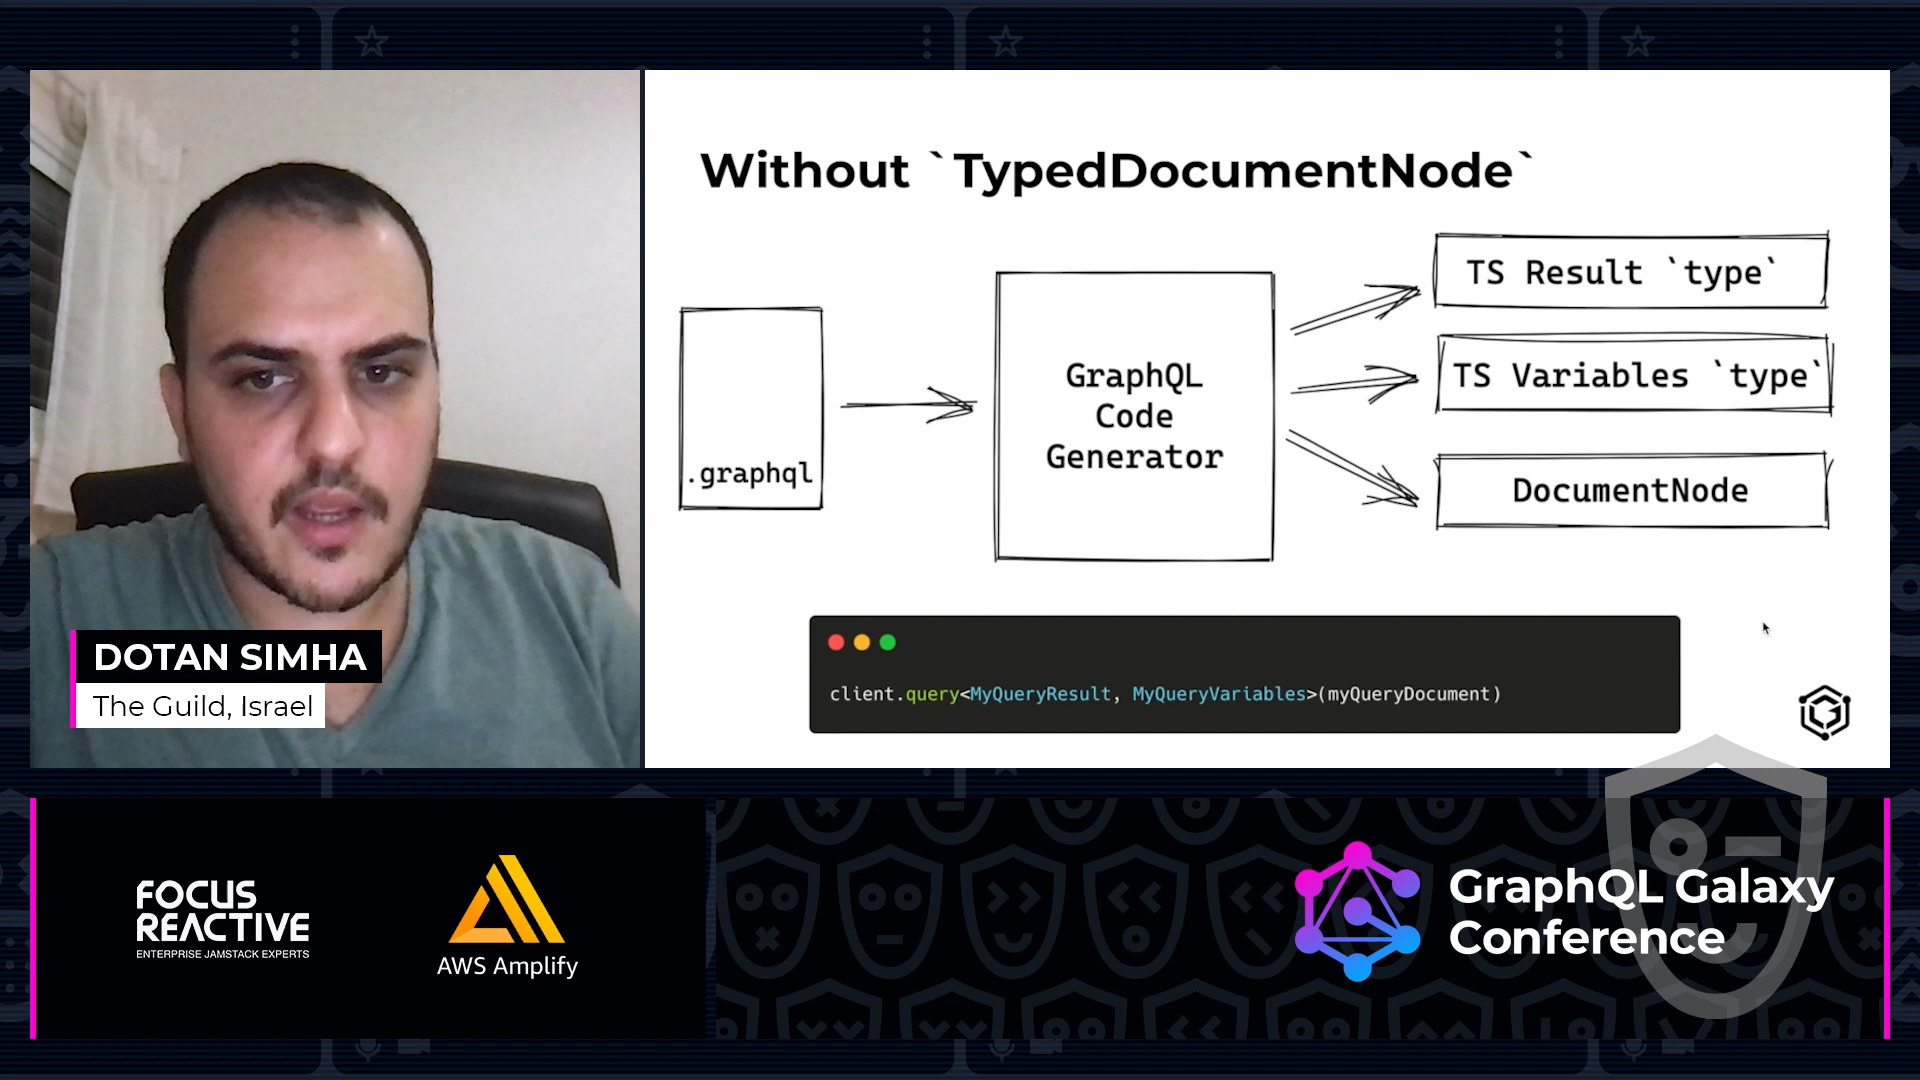 Without `TypedDocumentNode`
.graphql
GraphQL
Code
Generator
TS Result `type`
TS Variables `type`
DocumentNode
client.query<MyQueryResult, MyQueryVariables>(myQueryDocument)
DOTAN SIMHA
The Guild, Israel
FOCUS
REACTIVE
ENTERPRISE JAMSTACK EXPERTS
AWS Amplify
GraphQL Galaxy
Conference